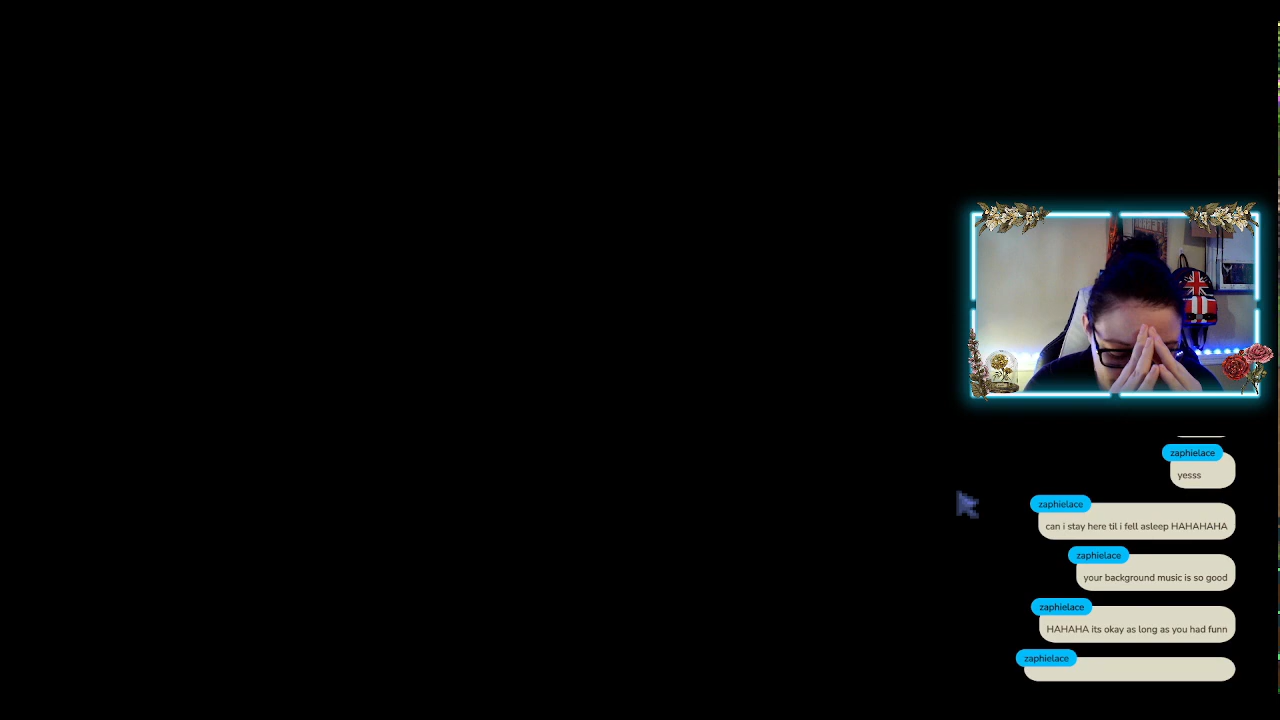 zaphielace
yesss
zaphielace
can i stay here til i fell asleep HAHAHAHA
zaphielace
your background music is so good
zaphielace
HAHAHA its okay as long as you had funn
zaphielace